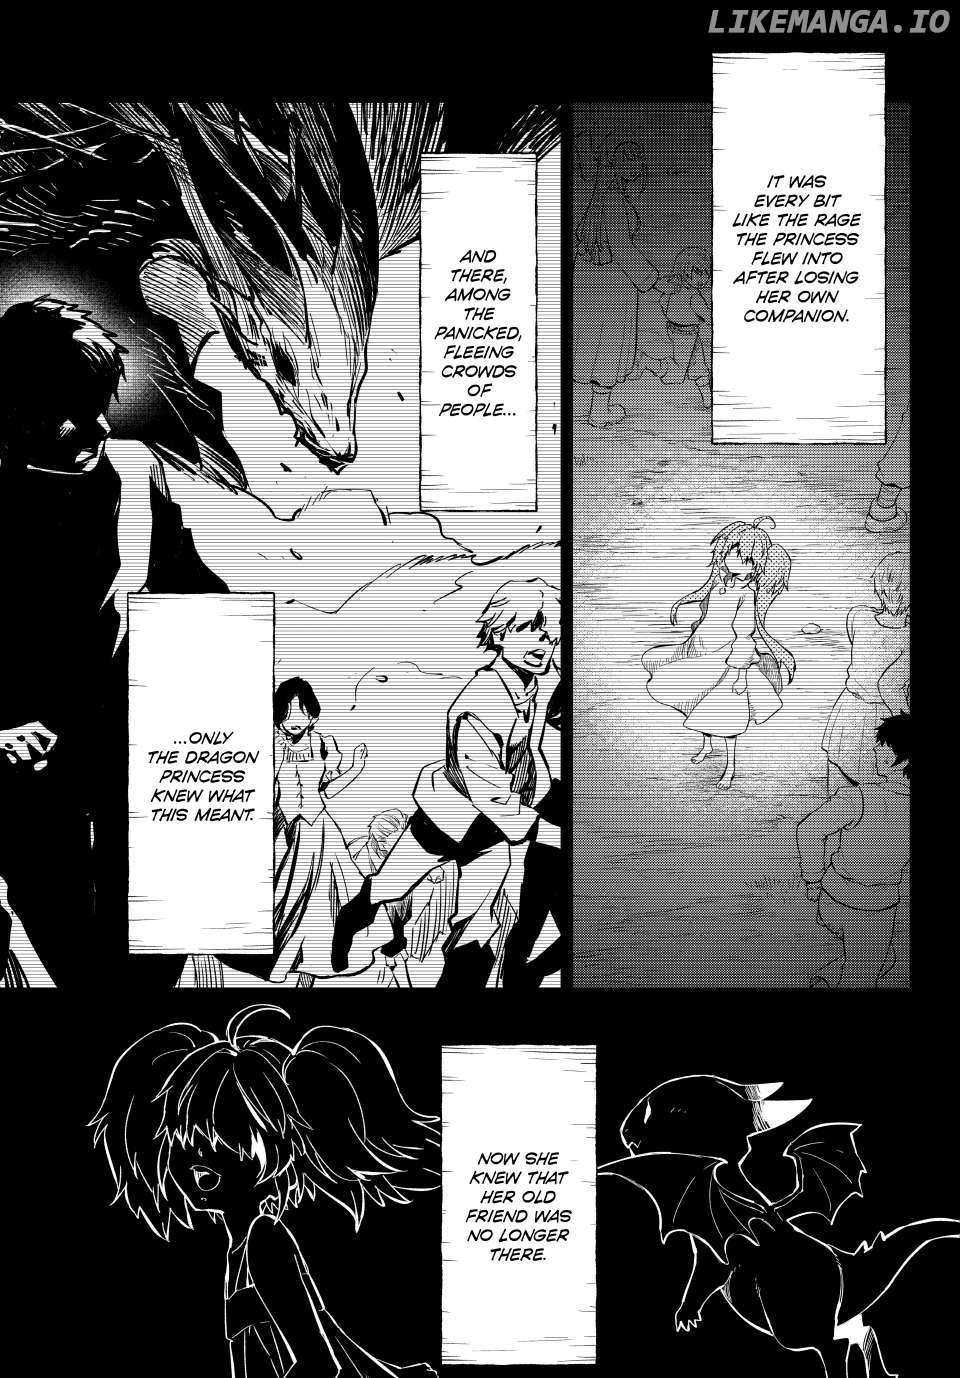 LIKEMANGA.IO
IT WAS
EVERY BIT
LIKE THE RAGE
THE PRINCESS
FLEW INTO
AFTER LOSING
HER OWN
COMPANION.
AND
THERE,
AMONG
THE
PANICKED,
FLEEING
CROWDS
OF
PEOPLE...
...ONLY
THE DRAGON
PRINCESS
KNEW WHAT
THIS MEANT.
NOW SHE
KNEW THAT
HER OLD
FRIEND WAS
NO LONGER
THERE.